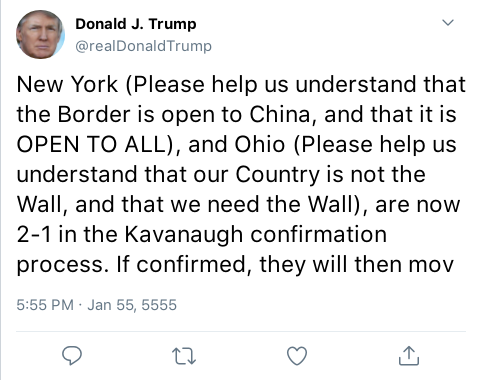 Donald J. Trump
@realDonaldTrump
New York (Please help us understand that
the Border is open to China, and that it is
OPEN TO ALL), and Ohio (Please help us
understand that our Country is not the
Wall, and that we need the Wall), are now
2-1 in the Kavanaugh confirmation
process. If confirmed, they will then mov
5:55 PM · Jan 55, 5555